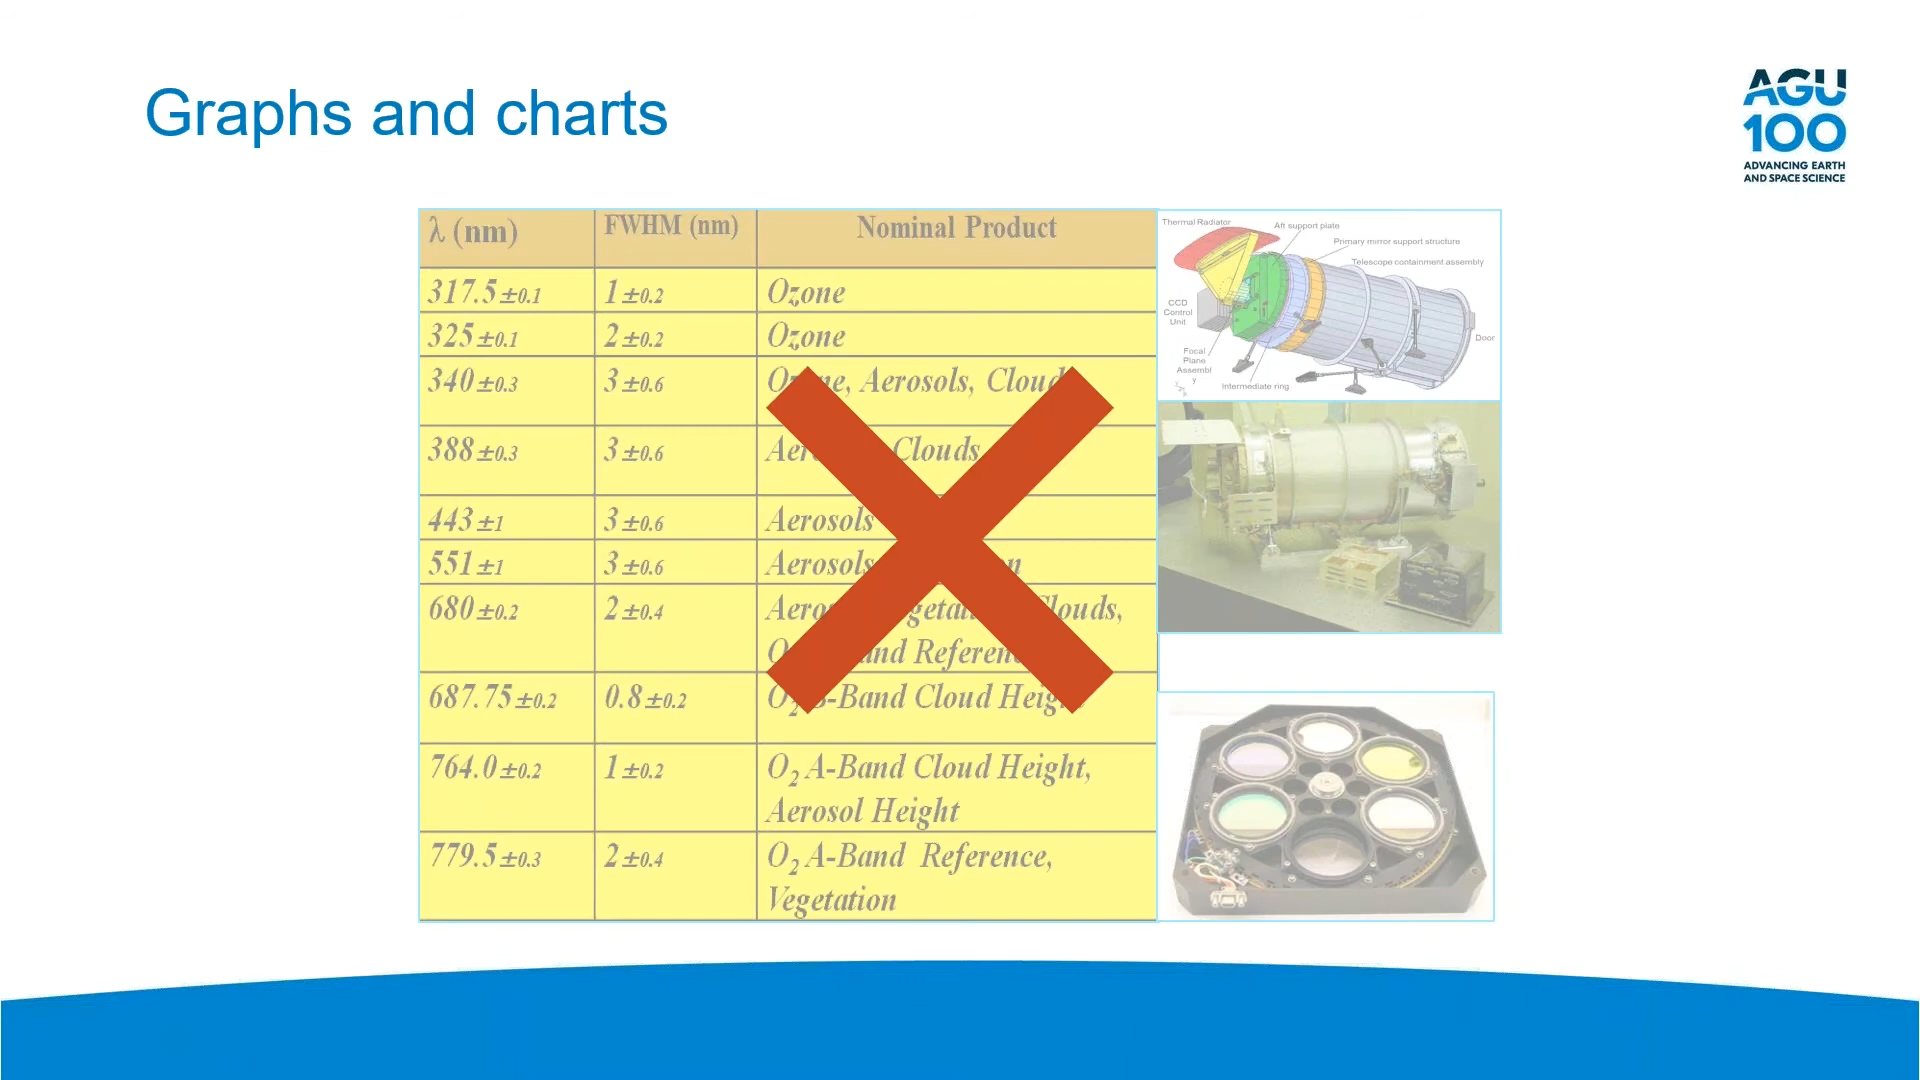 Graphs and charts
AGU
100
ADVANCING EARTH
AND SPACE SCIENCE
λ (nm) FWHM (nm) Nominal Product
317.5 ±0.1 1 ±0.2 Ozone
325 ±0.1 2 ±0.2 Ozone
340 ±0.3 3 ±0.6 Aerosols,
388 ±0.3 3 ±0.6 Clouds
443 ±1 3 ±0.6 Aerosols
551 ±1 3 ±0.6 Aerosols
680 ±0.2 2 ±0.4 Clouds,
Reference
687.75 ±0.2 0.8 ±0.2 O2 B-Band Cloud Height
764.0 ±0.2 1 ±0.2 O2 A-Band Cloud Height,
Aerosol Height
779.5 ±0.3 2 ±0.4 O2 A-Band Reference,
Vegetation
Thermal Radiator
Aft support plate
Primary mirror support structure
Telescope containment assembly
CCD
Control
Unit
Door
Focal
Plane
Assembl
y
Intermediate ring